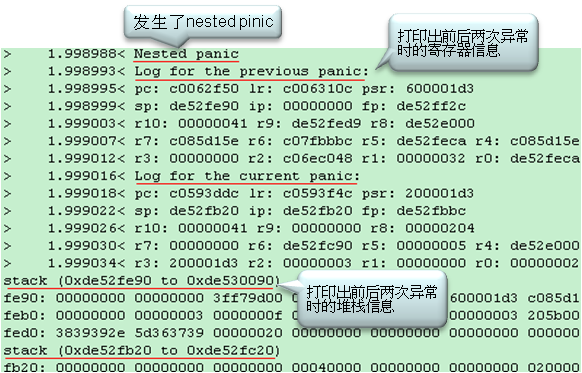 发生了nested pinic
打印出前后两次异常
时的寄存器信息
> 1.998988< Nested panic
> 1.998993< Log for the previous panic:
> 1.998995< pc: c0062f50 lr: c006310c psr: 600001d3
> 1.998999< sp: de52fe90 ip: 00000000 fp: de52ff2c
> 1.999003< r10: 00000041 r9: de52fed9 r8: de52e000
> 1.999007< r7: c085d15e r6: c07fbbbc r5: de52feca r4: c085d15e
> 1.999012< r3: 00000000 r2: c06ec048 r1: 00000032 r0: de52feca
> 1.999016< Log for the current panic:
> 1.999018< pc: c0593ddc lr: c0593f4c psr: 200001d3
> 1.999022< sp: de52fb20 ip: de52fb20 fp: de52fbbc
> 1.999026< r10: 00000041 r9: 00000000 r8: 00000204
> 1.999030< r7: 00000000 r6: de52fc90 r5: 00000005 r4: de52e000
> 1.999034< r3: 200001d3 r2: 00000003 r1: 00000000 r0: 00000002
stack (0xde52fe90 to 0xde530090)
打印出前后两次异常
时的堆栈信息
fe90: 00000000 00000000 3ff79d00 600001d3 c085d1
feb0: 00000000 00000003 0000000f 00000003 205b00
fed0: 3839392e 5d363739 00000020 00000000 00000000 00000000 000000
stack (0xde52fb20 to 0xde52fc20)
fb20: 00000000 00000000 00000000 00040000 00000000 00000000 020000